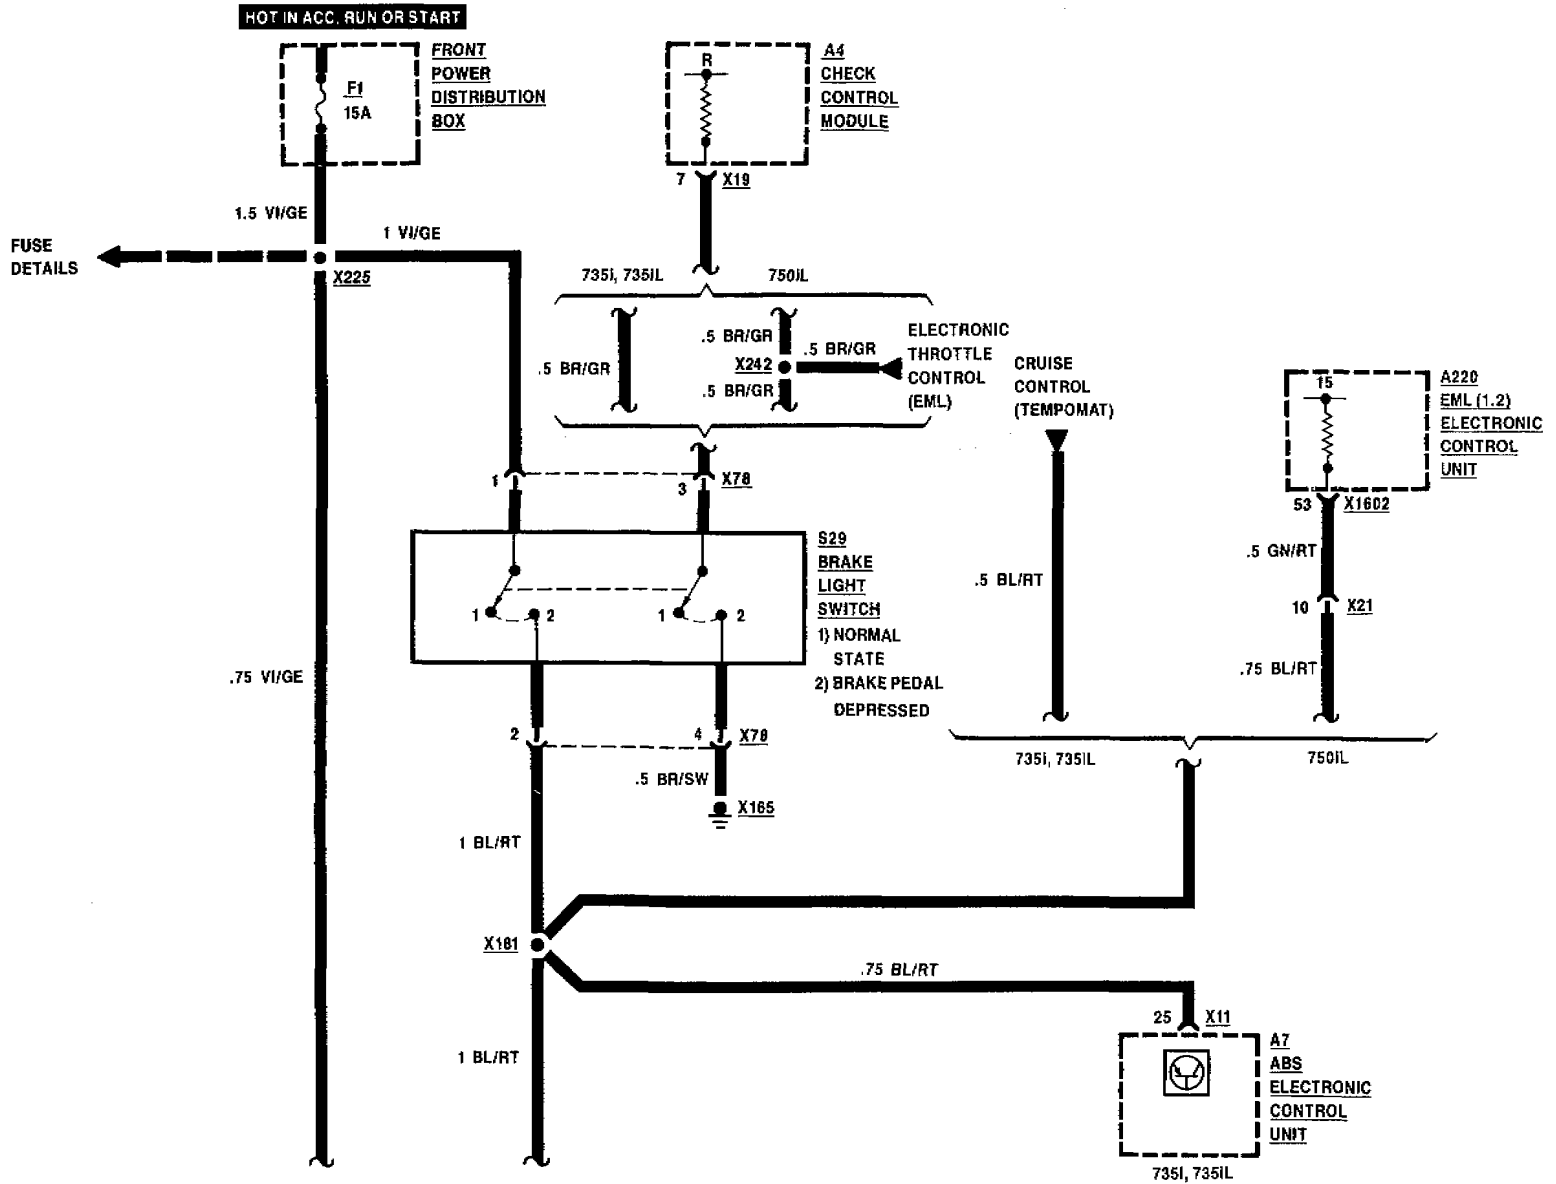 HOT IN ACC, RUN OR START
FRONT
POWER
DISTRIBUTION
BOX
F1
15A
R
A4
CHECK
CONTROL
MODULE
7
X19
1.5 VI/GE
1 VI/GE
FUSE
DETAILS
X225
735i, 735iL
750iL
.5 BR/GR
.5 BR/GR
X242
.5 BR/GR
.5 BR/GR
ELECTRONIC
THROTTLE
CONTROL
(EML)
CRUISE
CONTROL
(TEMPOMAT)
15
A220
EML (1.2)
ELECTRONIC
CONTROL
UNIT
1
3
X78
53
X1602
S29
BRAKE
LIGHT
SWITCH
1) NORMAL
STATE
2) BRAKE PEDAL
DEPRESSED
1
2
1
2
.5 BL/RT
.5 GN/RT
10
X21
.75 BL/RT
.75 VI/GE
2
4
X78
.5 BR/SW
X165
735i, 735iL
750iL
1 BL/RT
X181
.75 BL/RT
25
X11
1 BL/RT
A7
ABS
ELECTRONIC
CONTROL
UNIT
735i, 735iL